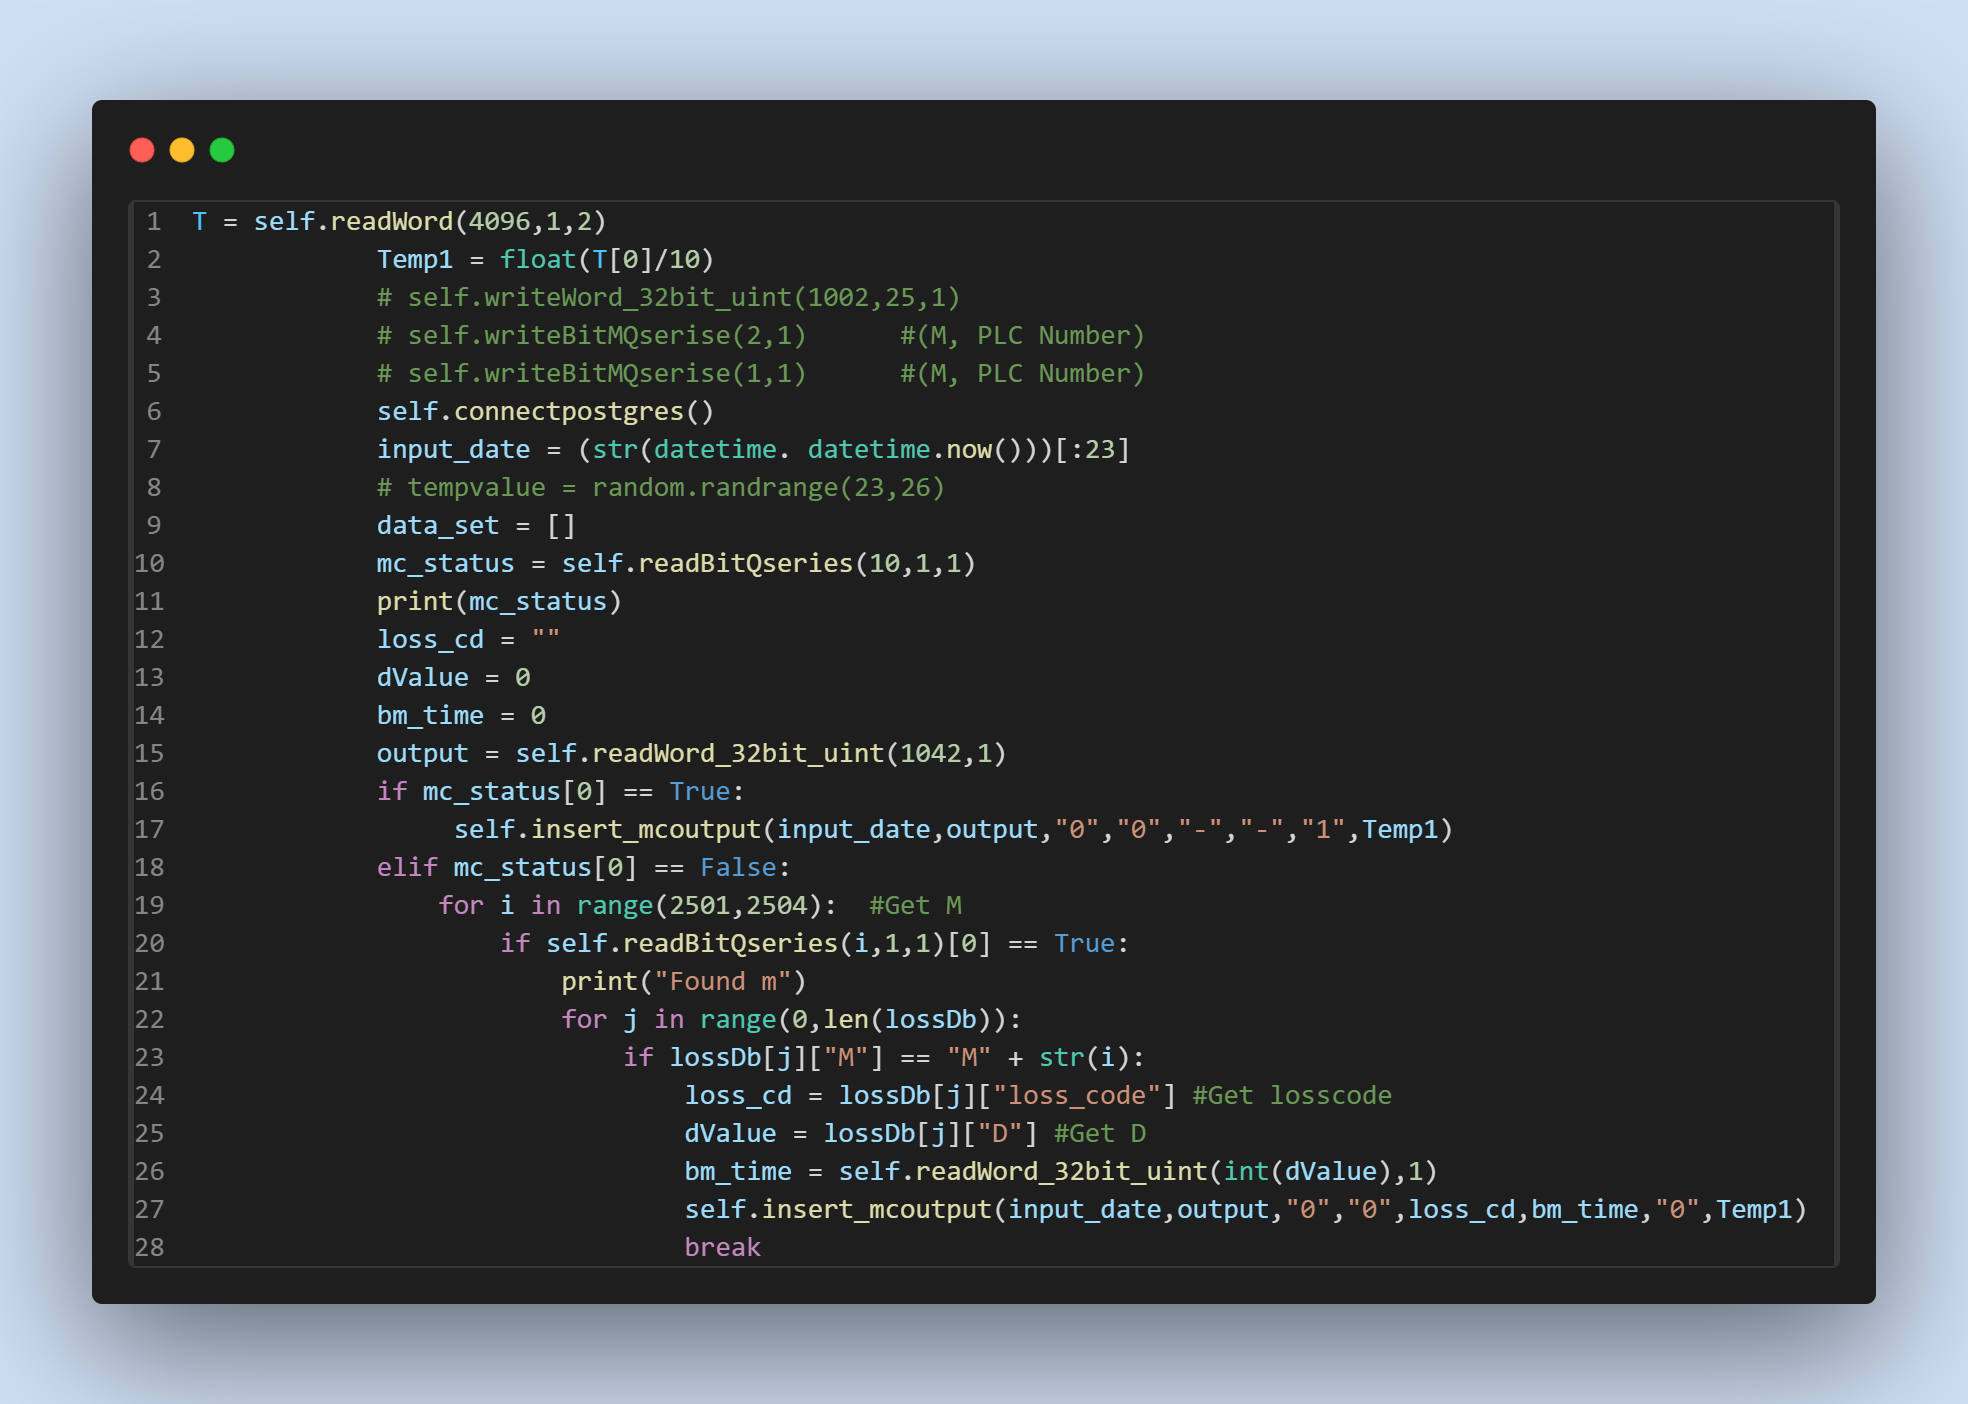 1 T = self.readWord(4096,1,2)
2             Temp1 = float(T[0]/10)
3             # self.writeWord_32bit_uint(1002,25,1)
4             # self.writeBitMQserise(2,1)      #(M, PLC Number)
5             # self.writeBitMQserise(1,1)      #(M, PLC Number)
6             self.connectpostgres()
7             input_date = (str(datetime. datetime.now()))[:23]
8             # tempvalue = random.randrange(23,26)
9             data_set = []
10             mc_status = self.readBitQseries(10,1,1)
11             print(mc_status)
12             loss_cd = ""
13             dValue = 0
14             bm_time = 0
15             output = self.readWord_32bit_uint(1042,1)
16             if mc_status[0] == True:
17                  self.insert_mcoutput(input_date,output,"0","0","-","-","1",Temp1)
18             elif mc_status[0] == False:
19                 for i in range(2501,2504):  #Get M
20                     if self.readBitQseries(i,1,1)[0] == True:
21                         print("Found m")
22                         for j in range(0,len(lossDb)):
23                             if lossDb[j]["M"] == "M" + str(i):
24                                 loss_cd = lossDb[j]["loss_code"] #Get losscode
25                                 dValue = lossDb[j]["D"] #Get D
26                                 bm_time = self.readWord_32bit_uint(int(dValue),1)
27                                 self.insert_mcoutput(input_date,output,"0","0",loss_cd,bm_time,"0",Temp1)
28                                 break